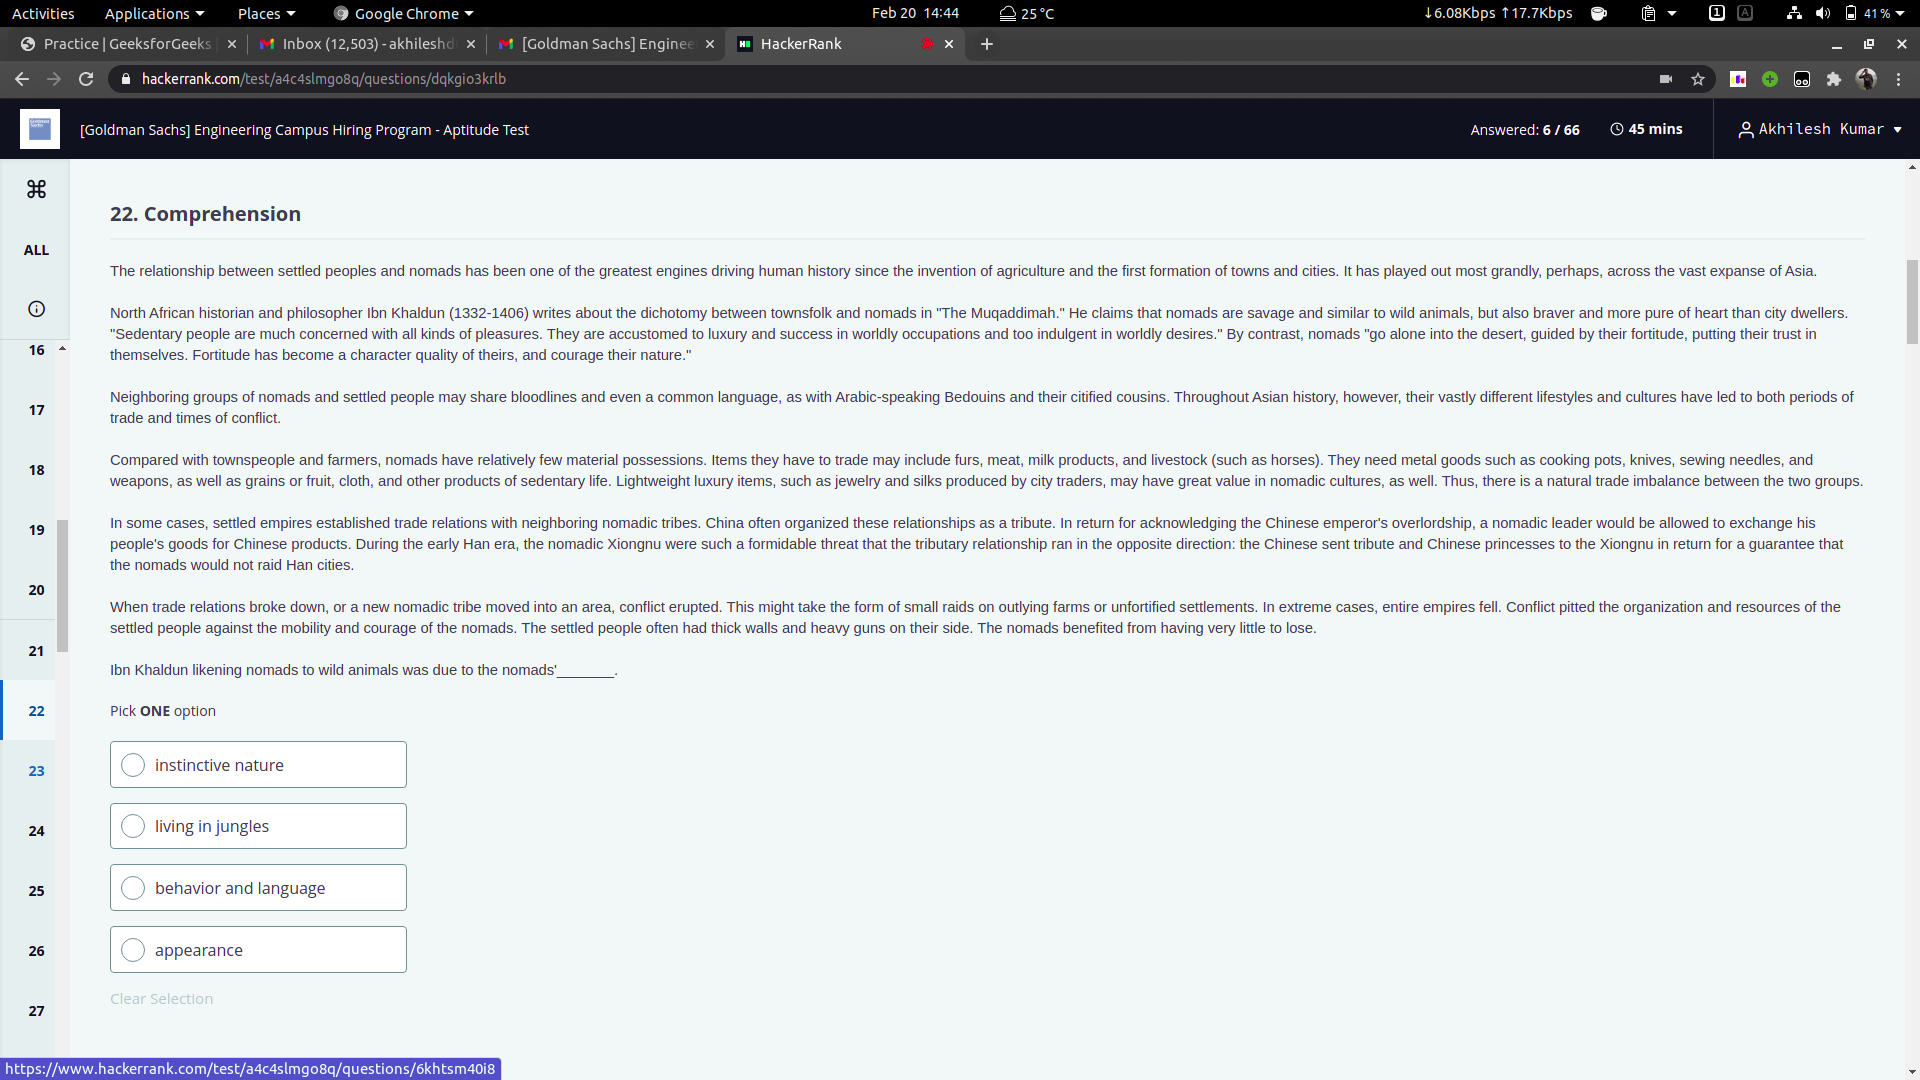 Activities Applications Places Google Chrome Feb 20 14:44 25 °C ↓6.08Kbps ↑17.7Kbps 1 A 41 %
Practice | GeeksforGeeks Inbox (12,503) - akhileshd [Goldman Sachs] Enginee HackerRank
hackerrank.com/test/a4c4slmgo8q/questions/dqkgio3krlb
[Goldman Sachs] Engineering Campus Hiring Program - Aptitude Test Answered: 6 / 66 45 mins Akhilesh Kumar
ALL
16
17
18
19
20
21
22
23
24
25
26
27
22. Comprehension
The relationship between settled peoples and nomads has been one of the greatest engines driving human history since the invention of agriculture and the first formation of towns and cities. It has played out most grandly, perhaps, across the vast expanse of Asia.
North African historian and philosopher Ibn Khaldun (1332-1406) writes about the dichotomy between townsfolk and nomads in "The Muqaddimah." He claims that nomads are savage and similar to wild animals, but also braver and more pure of heart than city dwellers.
"Sedentary people are much concerned with all kinds of pleasures. They are accustomed to luxury and success in worldly occupations and too indulgent in worldly desires." By contrast, nomads "go alone into the desert, guided by their fortitude, putting their trust in
themselves. Fortitude has become a character quality of theirs, and courage their nature."
Neighboring groups of nomads and settled people may share bloodlines and even a common language, as with Arabic-speaking Bedouins and their citified cousins. Throughout Asian history, however, their vastly different lifestyles and cultures have led to both periods of
trade and times of conflict.
Compared with townspeople and farmers, nomads have relatively few material possessions. Items they have to trade may include furs, meat, milk products, and livestock (such as horses). They need metal goods such as cooking pots, knives, sewing needles, and
weapons, as well as grains or fruit, cloth, and other products of sedentary life. Lightweight luxury items, such as jewelry and silks produced by city traders, may have great value in nomadic cultures, as well. Thus, there is a natural trade imbalance between the two groups.
In some cases, settled empires established trade relations with neighboring nomadic tribes. China often organized these relationships as a tribute. In return for acknowledging the Chinese emperor's overlordship, a nomadic leader would be allowed to exchange his
people's goods for Chinese products. During the early Han era, the nomadic Xiongnu were such a formidable threat that the tributary relationship ran in the opposite direction: the Chinese sent tribute and Chinese princesses to the Xiongnu in return for a guarantee that
the nomads would not raid Han cities.
When trade relations broke down, or a new nomadic tribe moved into an area, conflict erupted. This might take the form of small raids on outlying farms or unfortified settlements. In extreme cases, entire empires fell. Conflict pitted the organization and resources of the
settled people against the mobility and courage of the nomads. The settled people often had thick walls and heavy guns on their side. The nomads benefited from having very little to lose.
Ibn Khaldun likening nomads to wild animals was due to the nomads'_______.
Pick ONE option
instinctive nature
living in jungles
behavior and language
appearance
Clear Selection
https://www.hackerrank.com/test/a4c4slmgo8q/questions/6khtsm40i8